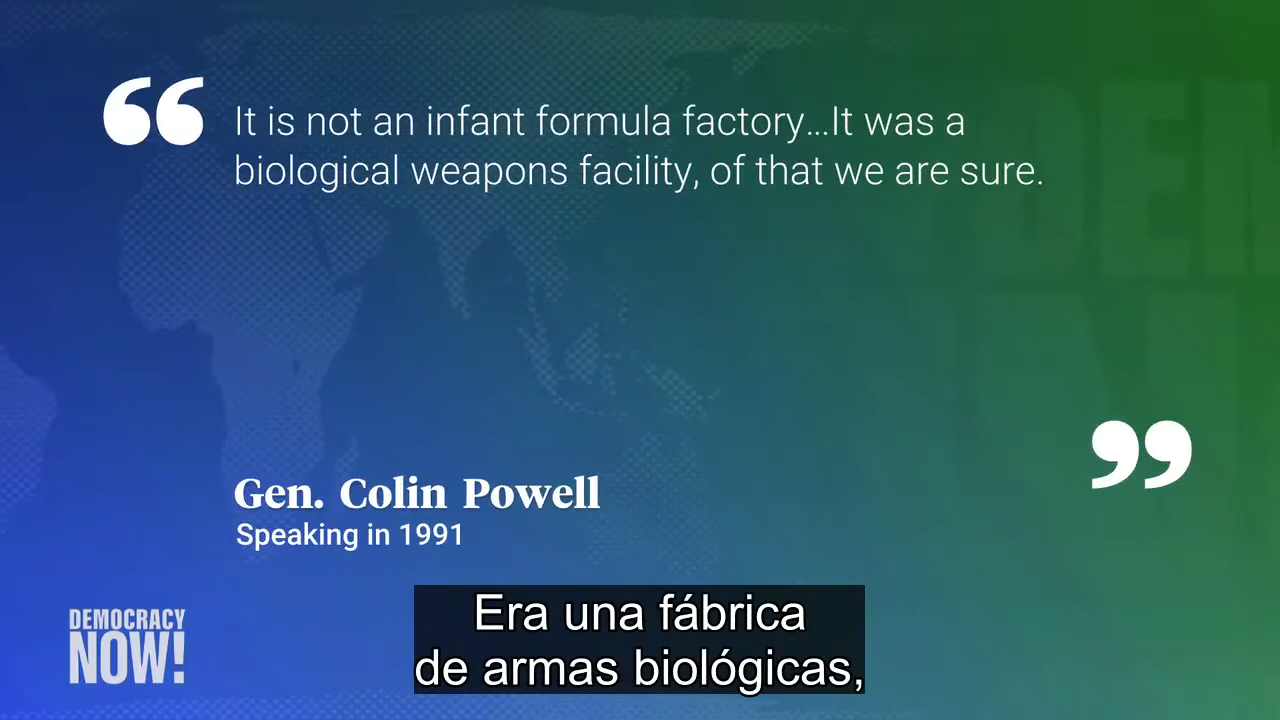 It is not an infant formula factory...It was a
biological weapons facility, of that we are sure.
Gen. Colin Powell
Speaking in 1991
DEMOCRACY
NOW!
Era una fábrica
de armas biológicas,